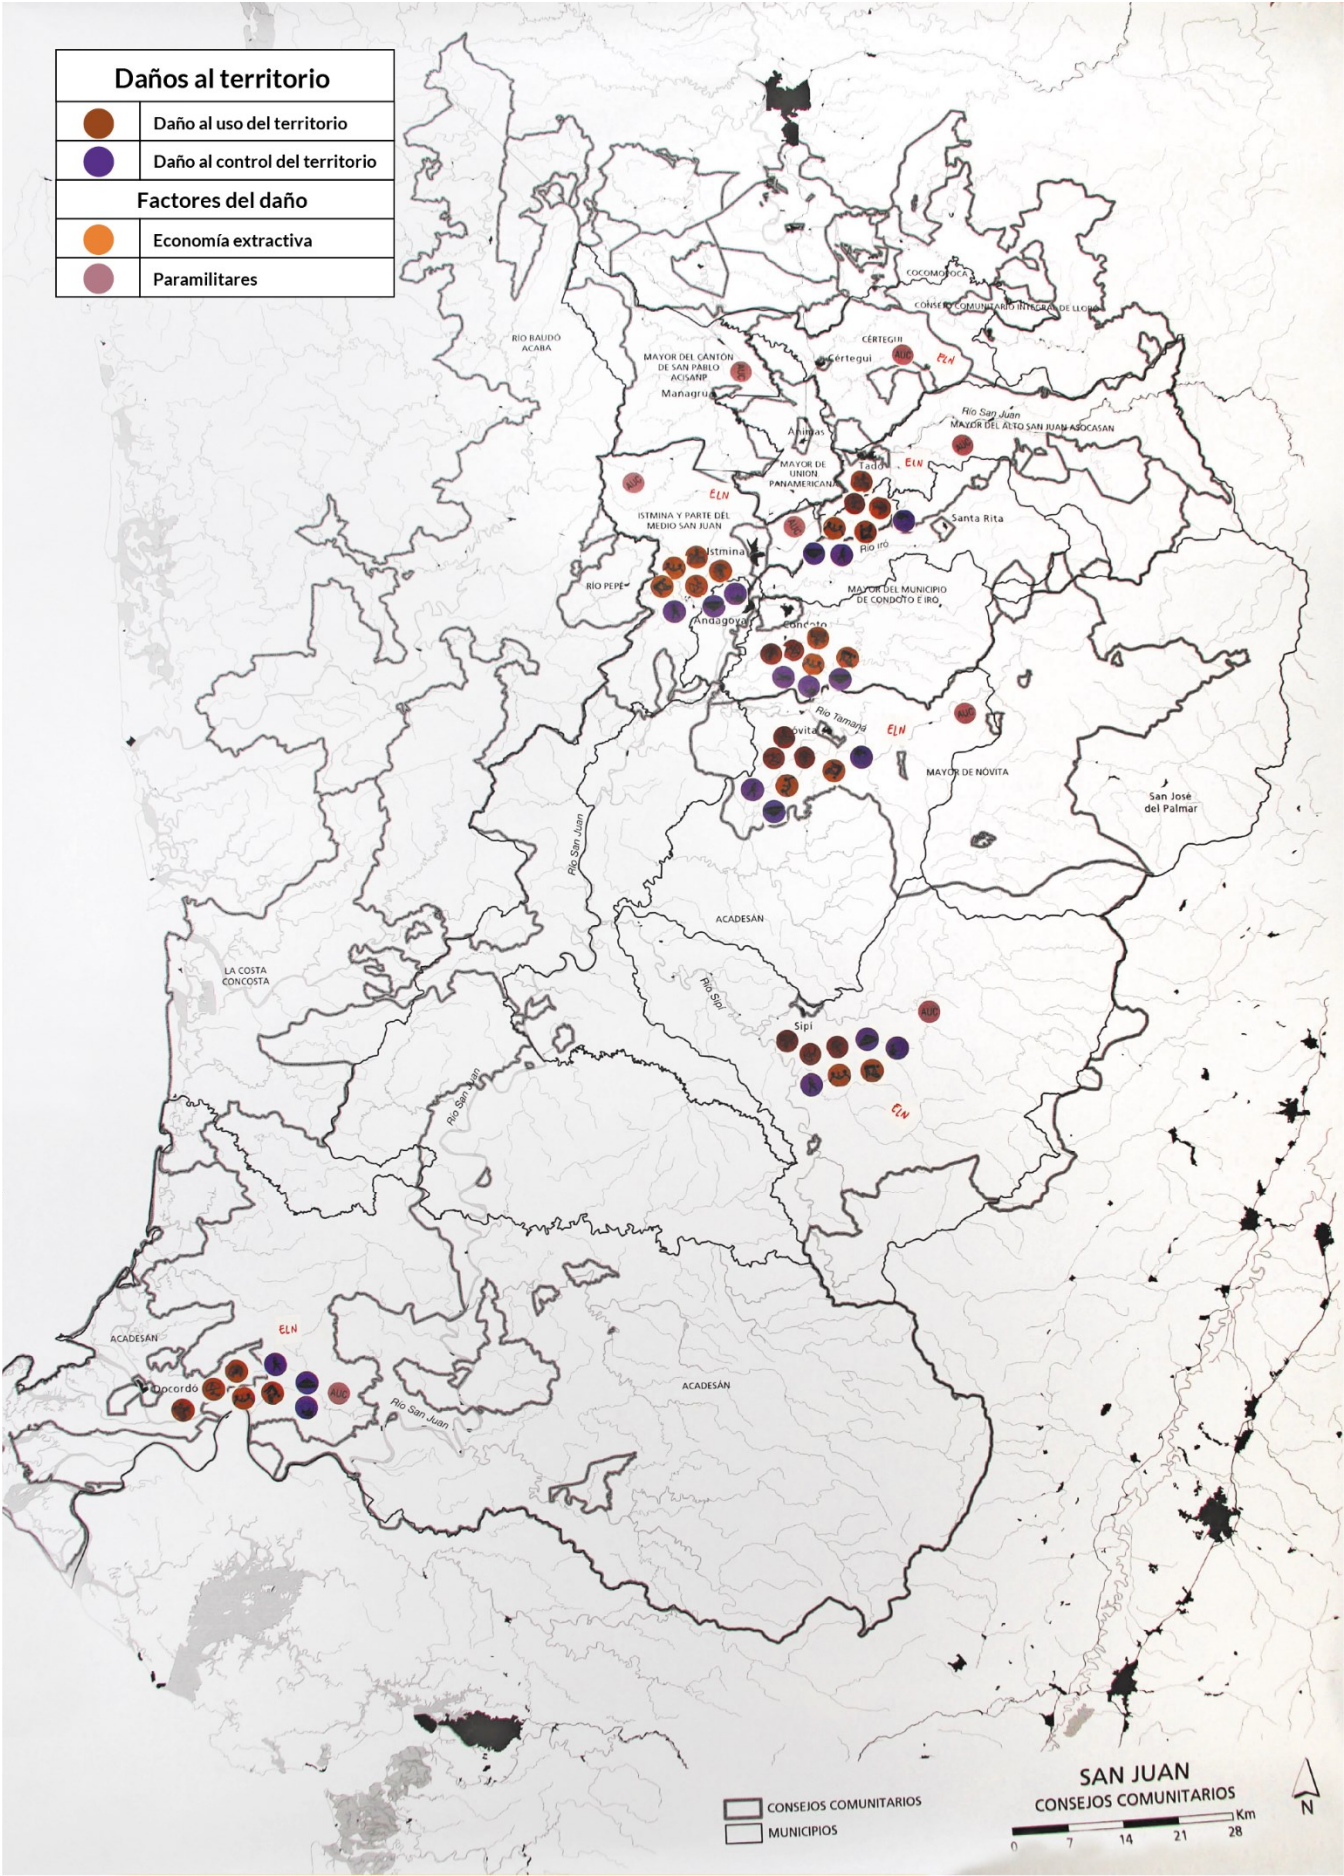 Daños al territorio
Daño al uso del territorio
Daño al control del territorio
Factores del daño
Economía extractiva
Paramilitares
COCOMOPOCA
CONSEJO COMUNITARIO INTEGRAL DE LLORÓ
RÍO BAUDÓ
ACABA
MAYOR DEL CANTÓN
DE SAN PABLO
ACISANP
Managrú
AUC
CÉRTEGUI
Cértegui
AUC
ELN
Río San Juan
MAYOR DEL ALTO SAN JUAN ASOCASAN
AUC
Ánimas
MAYOR DE
UNIÓN
PANAMERICANA
Tadó
ELN
AUC
ELN
ISTMINA Y PARTE DEL
MEDIO SAN JUAN
AUC
Santa Rita
Río Iró
Istmina
RÍO PEPÉ
Andagoya
MAYOR DEL MUNICIPIO
DE CONDOTO E IRÓ
Condoto
Río Tamaná
ELN
AUC
Nóvita
MAYOR DE NÓVITA
San José
del Palmar
Río San Juan
ACADESÁN
LA COSTA
CONCOSTA
Río Sipí
Sipí
AUC
ELN
Río San Juan
ACADESÁN
ELN
Docordó
AUC
Río San Juan
ACADESÁN
CONSEJOS COMUNITARIOS
MUNICIPIOS
SAN JUAN
CONSEJOS COMUNITARIOS
Km
0 7 14 21 28
N